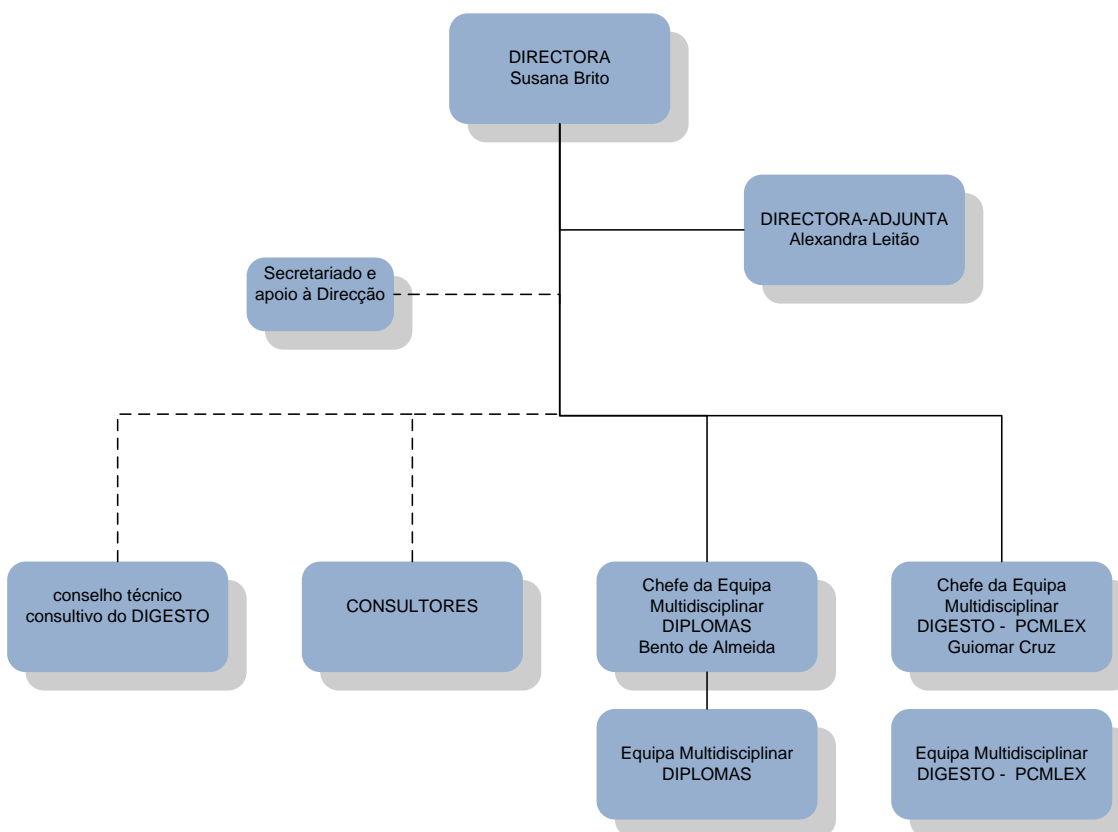 DIRECTORA
Susana Brito
DIRECTORA-ADJUNTA
Alexandra Leitão
Secretariado e
apoio à Direcção
conselho técnico
consultivo do DIGESTO
CONSULTORES
Chefe da Equipa
Multidisciplinar
DIPLOMAS
Bento de Almeida
Chefe da Equipa
Multidisciplinar
DIGESTO - PCMLEX
Guiomar Cruz
Equipa Multidisciplinar
DIPLOMAS
Equipa Multidisciplinar
DIGESTO - PCMLEX